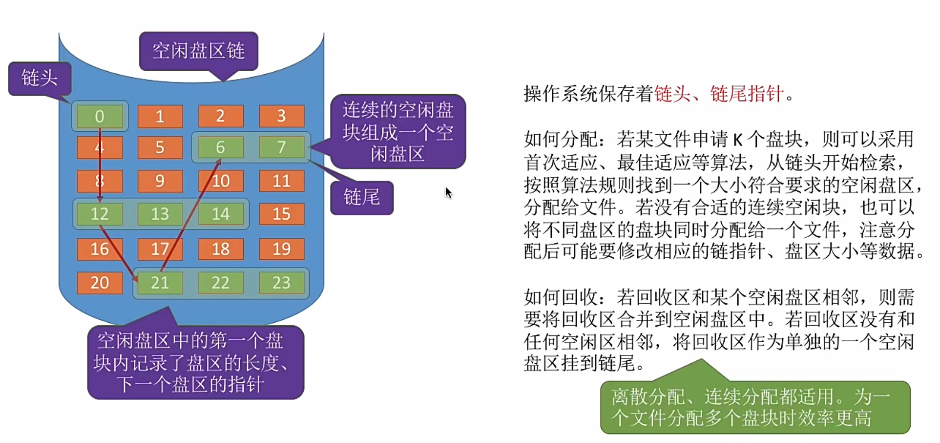 空闲盘区链
链头
0 1 2 3
4 5 6 7
8 9 10 11
12 13 14 15
16 17 18 19
20 21 22 23
连续的空闲盘
块组成一个空
闲盘区
链尾
空闲盘区中的第一个盘
块内记录了盘区的长度、
下一个盘区的指针
操作系统保存着链头、链尾指针。
如何分配：若某文件申请 K 个盘块，则可以采用
首次适应、最佳适应等算法，从链头开始检索，
按照算法规则找到一个大小符合要求的空闲盘区，
分配给文件。若没有合适的连续空闲块，也可以
将不同盘区的盘块同时分配给一个文件，注意分
配后可能要修改相应的链指针、盘区大小等数据。
如何回收：若回收区和某个空闲盘区相邻，则需
要将回收区合并到空闲盘区中。若回收区没有和
任何空闲区相邻，将回收区作为单独的一个空闲
盘区挂到链尾。
离散分配、连续分配都适用。为一
个文件分配多个盘块时效率更高